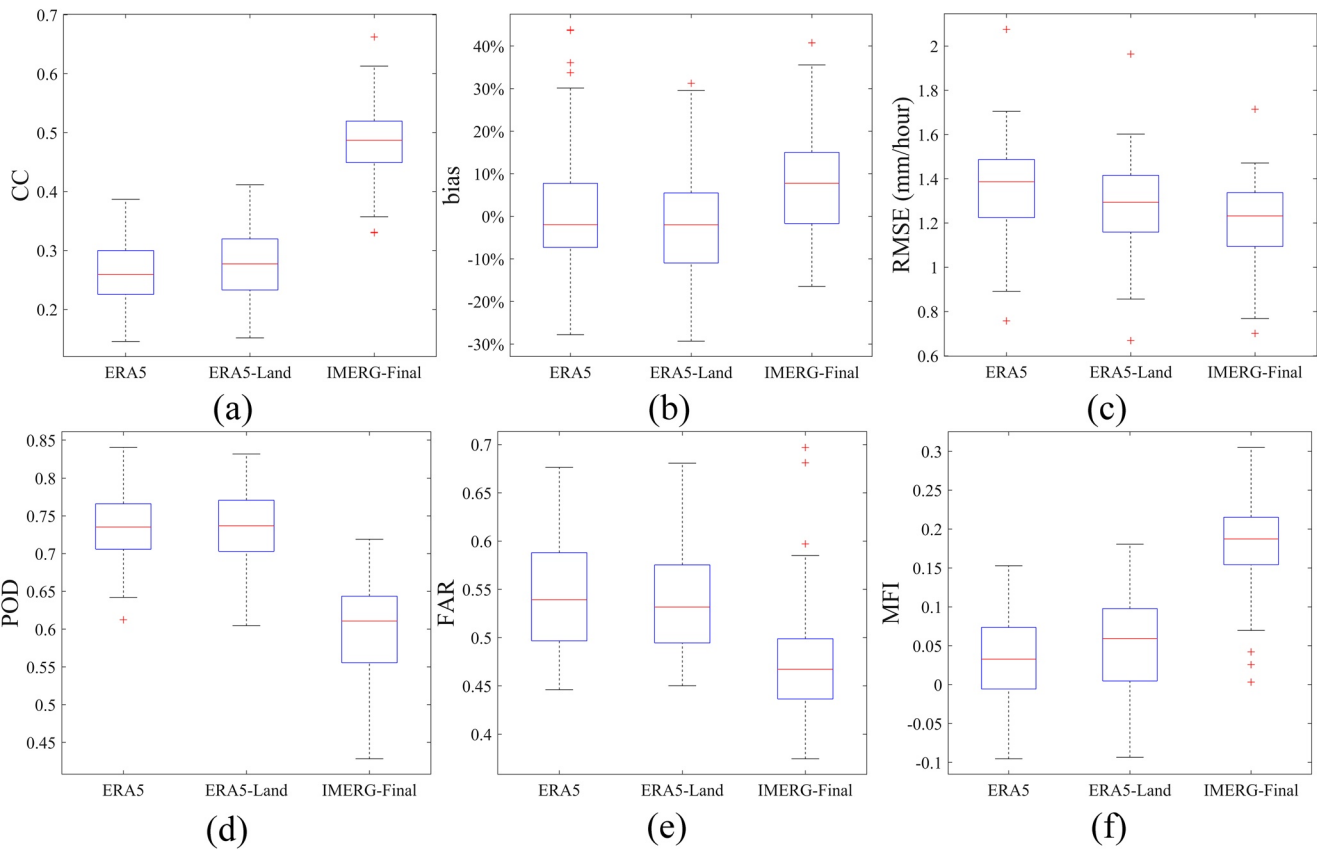 0.7
0.6
0.5
0.4
0.3
0.2
CC
ERA5 ERA5-Land IMERG-Final
(a)
40%
30%
20%
10%
0%
-10%
-20%
-30%
bias
ERA5 ERA5-Land IMERG-Final
(b)
2
1.8
1.6
1.4
1.2
1
0.8
0.6
RMSE (mm/hour)
ERA5 ERA5-Land IMERG-Final
(c)
0.85
0.8
0.75
0.7
0.65
0.6
0.55
0.5
0.45
POD
ERA5 ERA5-Land IMERG-Final
(d)
0.7
0.65
0.6
0.55
0.5
0.45
0.4
FAR
ERA5 ERA5-Land IMERG-Final
(e)
0.3
0.25
0.2
0.15
0.1
0.05
0
-0.05
-0.1
MFI
ERA5 ERA5-Land IMERG-Final
(f)